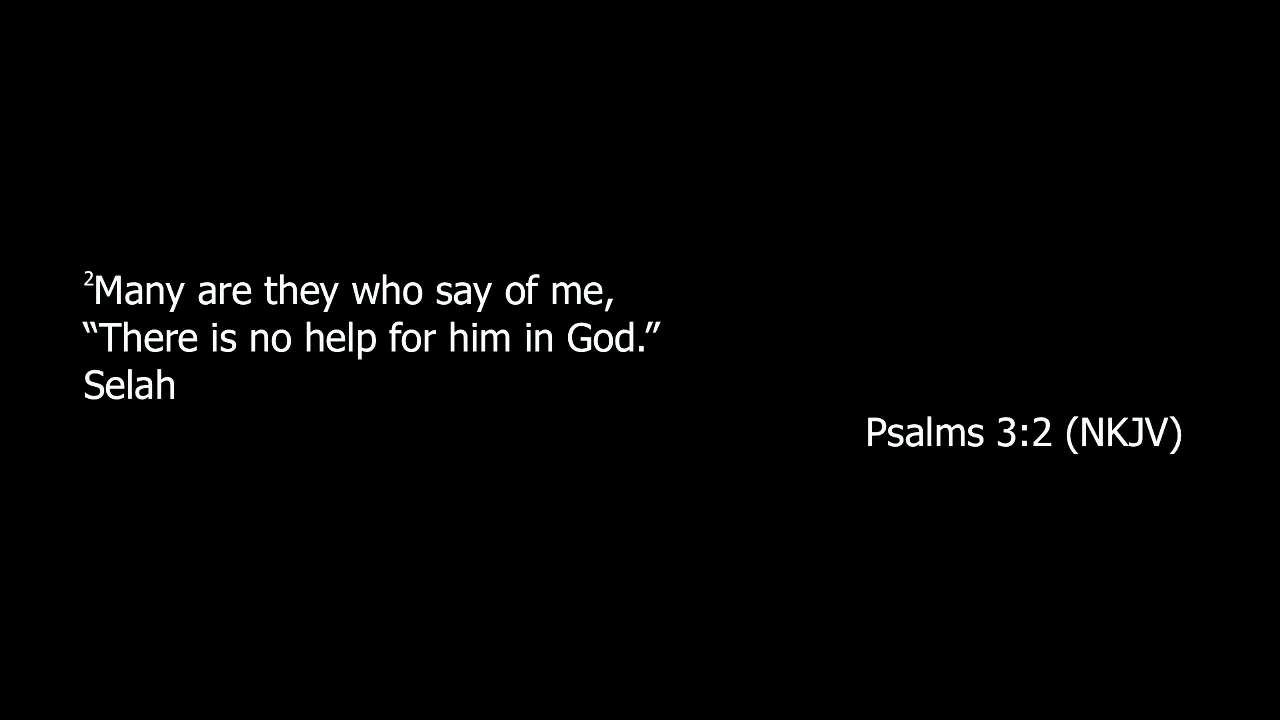 ²Many are they who say of me,
“There is no help for him in God.”
Selah
Psalms 3:2 (NKJV)